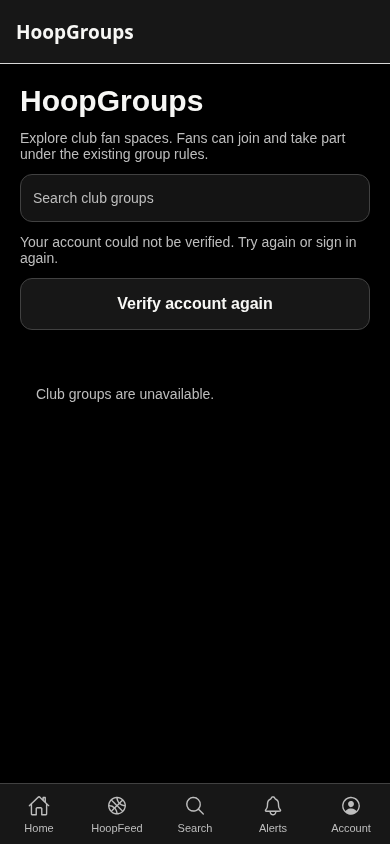 HoopGroups
HoopGroups
Explore club fan spaces. Fans can join and take part
under the existing group rules.
Search club groups
Your account could not be verified. Try again or sign in
again.
Verify account again
Club groups are unavailable.
Home HoopFeed Search Alerts Account